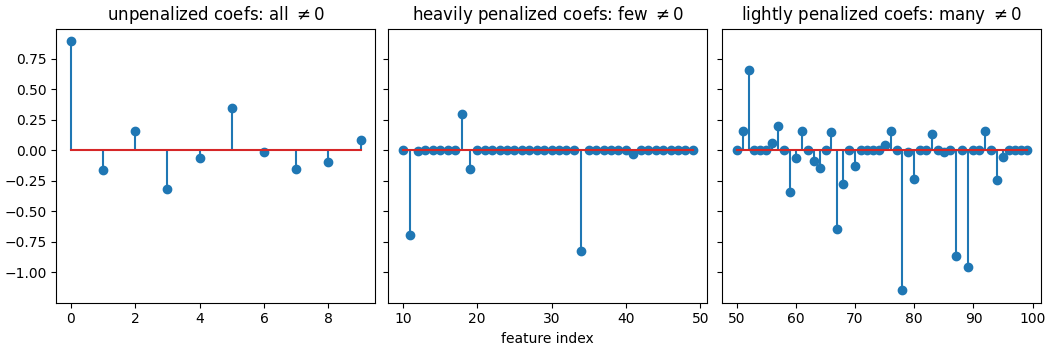 unpenalized coefs: all ≠0
heavily penalized coefs: few ≠0
lightly penalized coefs: many ≠0
0.75
0.50
0.25
0.00
−0.25
−0.50
−0.75
−1.00
0 2 4 6 8
10 20 30 40 50
50 60 70 80 90 100
feature index